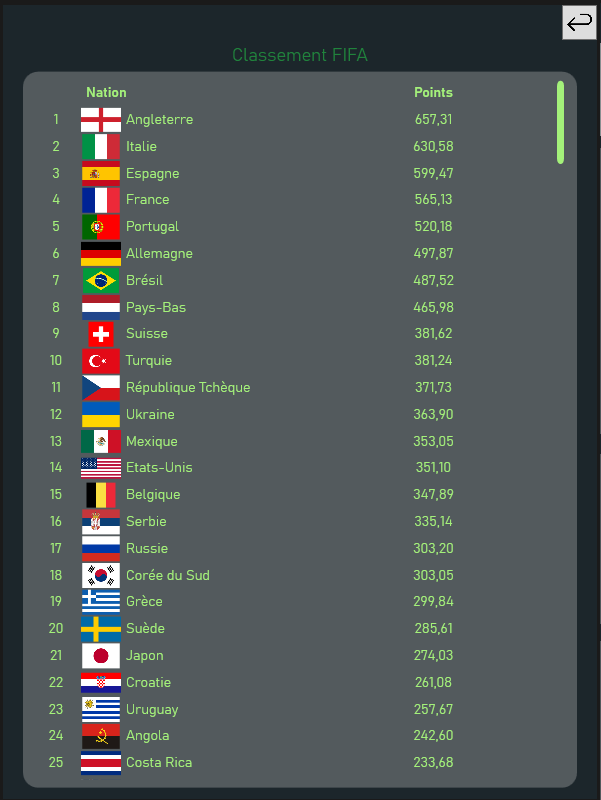 Classement FIFA
Nation Points
1 Angleterre 657,31
2 Italie 630,58
3 Espagne 599,47
4 France 565,13
5 Portugal 520,18
6 Allemagne 497,87
7 Brésil 487,52
8 Pays-Bas 465,98
9 Suisse 381,62
10 Turquie 381,24
11 République Tchèque 371,73
12 Ukraine 363,90
13 Mexique 353,05
14 Etats-Unis 351,10
15 Belgique 347,89
16 Serbie 335,14
17 Russie 303,20
18 Corée du Sud 303,05
19 Grèce 299,84
20 Suède 285,61
21 Japon 274,03
22 Croatie 261,08
23 Uruguay 257,67
24 Angola 242,60
25 Costa Rica 233,68